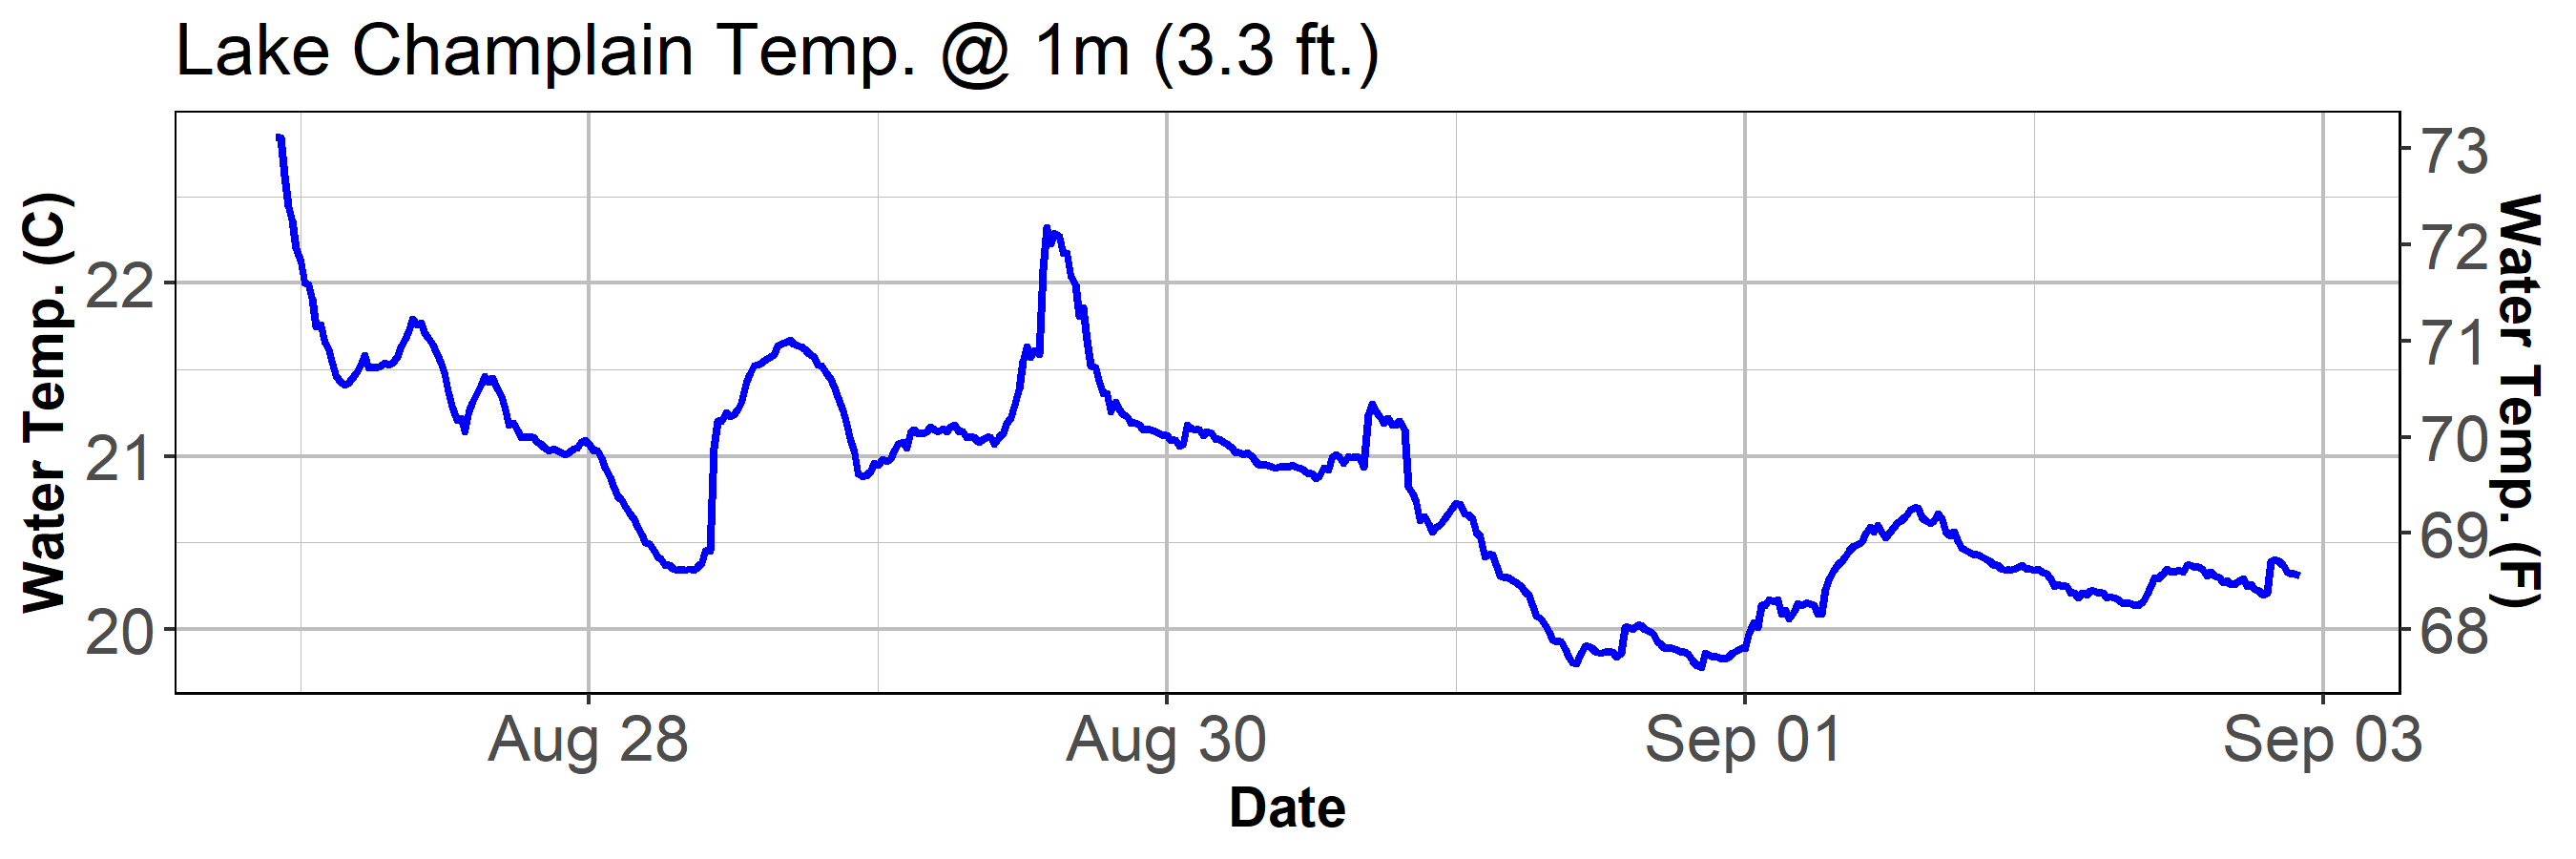 Lake Champlain Temp. @ 1m (3.3 ft.)
Water Temp. (C)
22
21
20
73
72
71
70
69
68
Water Temp. (F)
Aug 28
Aug 30
Sep 01
Sep 03
Date